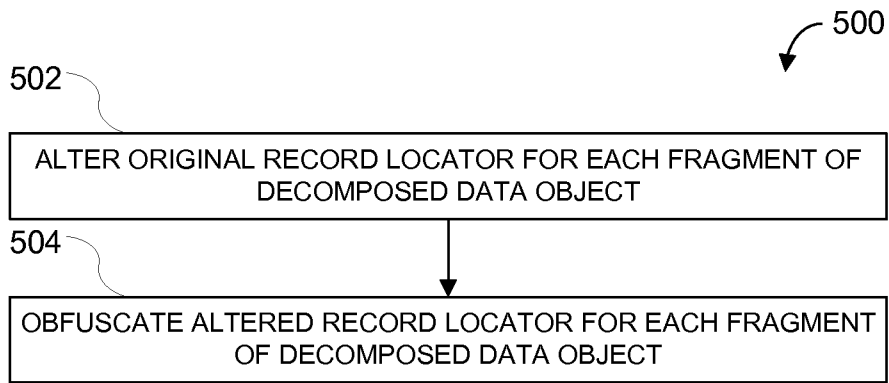 500
502
ALTER ORIGINAL RECORD LOCATOR FOR EACH FRAGMENT OF
DECOMPOSED DATA OBJECT
504
OBFUSCATE ALTERED RECORD LOCATOR FOR EACH FRAGMENT
OF DECOMPOSED DATA OBJECT